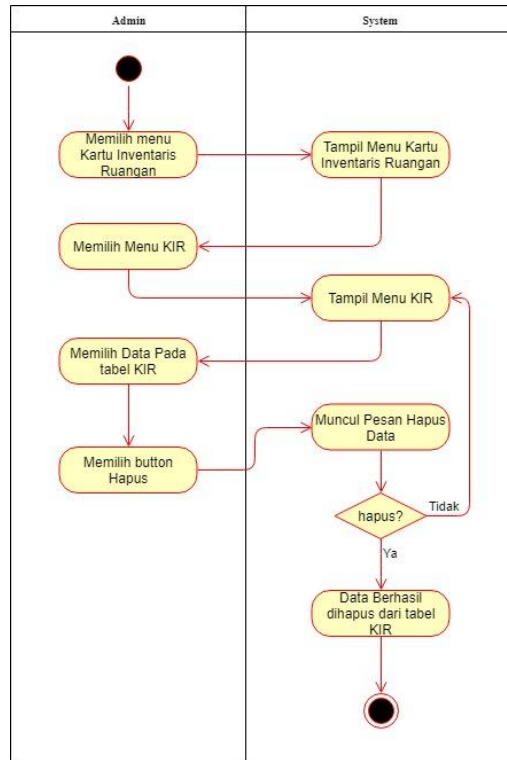 Admin
System
Memilih menu
Kartu Inventaris
Ruangan
Tampil Menu Kartu
Inventaris Ruangan
Memilih Menu KIR
Tampil Menu KIR
Memilih Data Pada
tabel KIR
Muncul Pesan Hapus
Data
Memilih button
Hapus
hapus?
Tidak
Ya
Data Berhasil
dihapus dari tabel
KIR